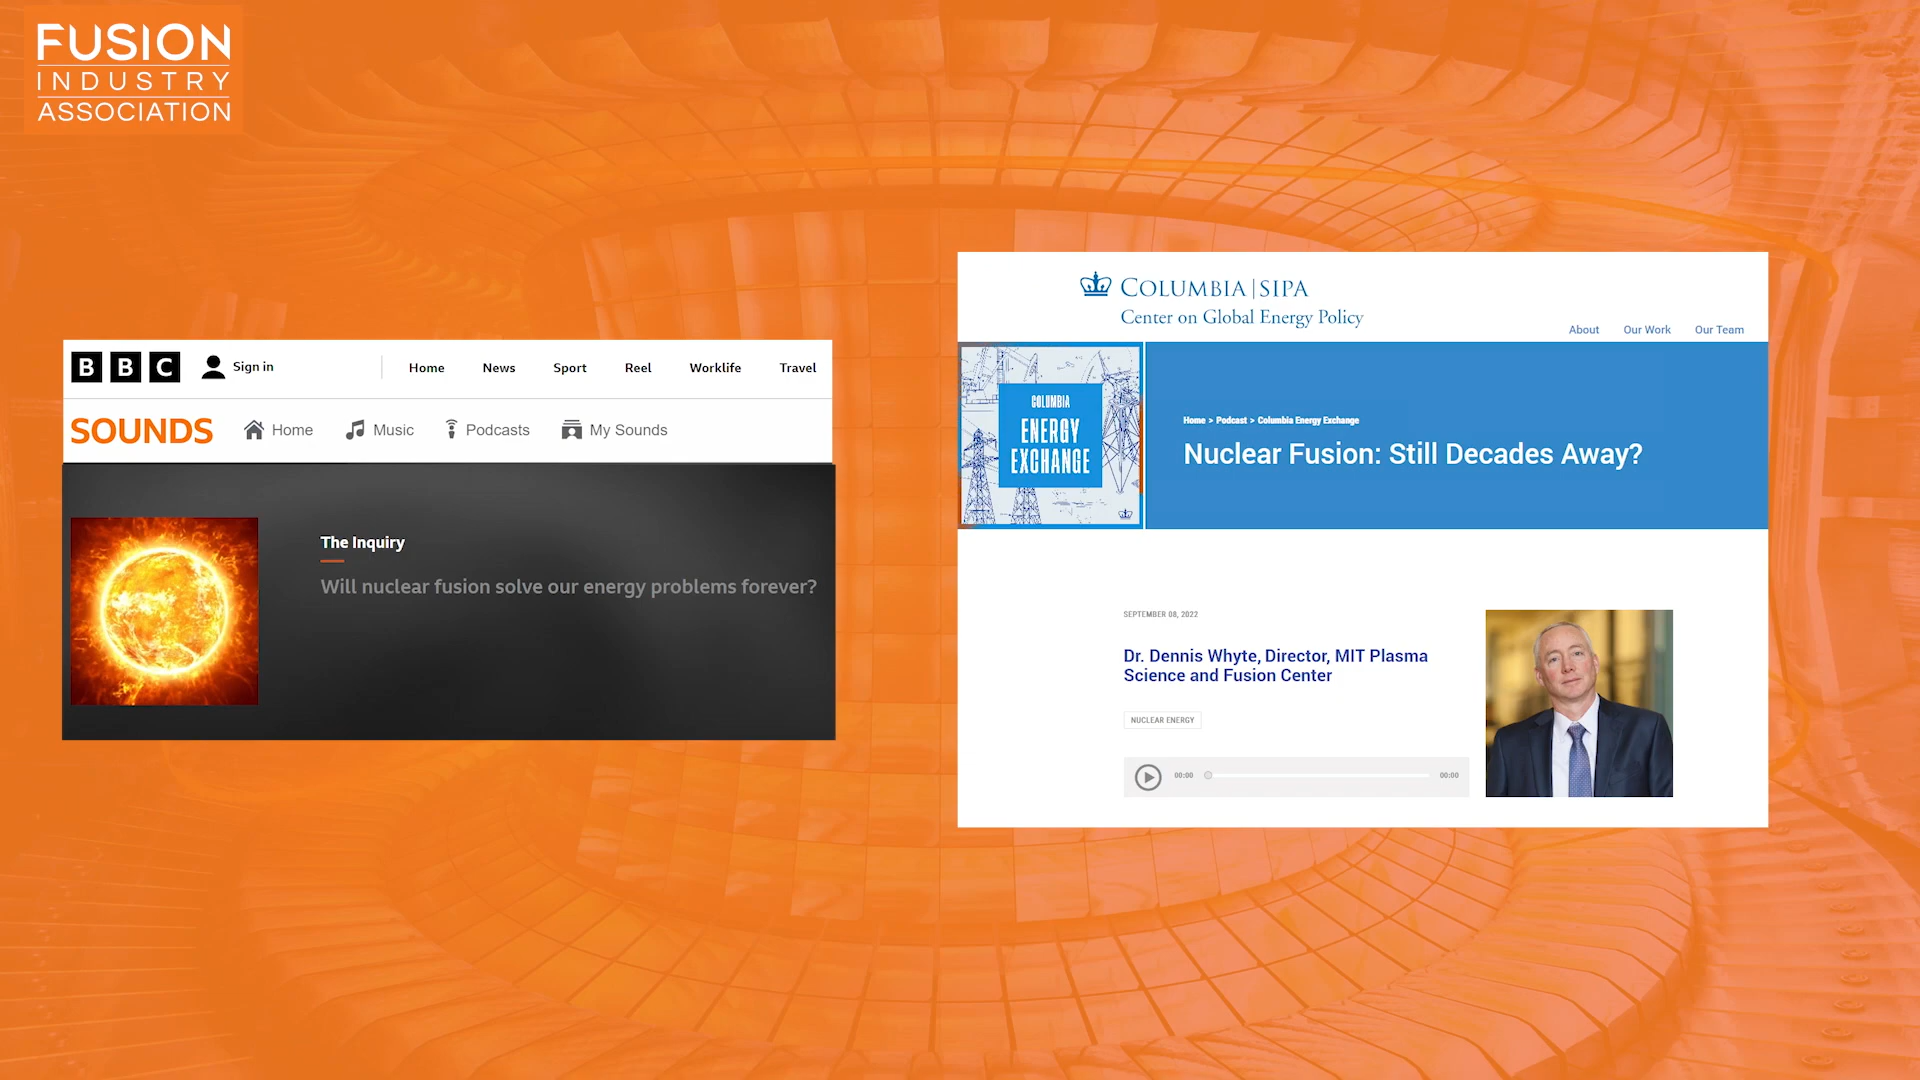 FUSION
INDUSTRY
ASSOCIATION
BBC Sign in Home News Sport Reel Worklife Travel
SOUNDS Home Music Podcasts My Sounds
The Inquiry
Will nuclear fusion solve our energy problems forever?
COLUMBIA | SIPA
Center on Global Energy Policy
About Our Work Our Team
COLUMBIA
ENERGY
EXCHANGE
Home > Podcast > Columbia Energy Exchange
Nuclear Fusion: Still Decades Away?
SEPTEMBER 08, 2022
Dr. Dennis Whyte, Director, MIT Plasma
Science and Fusion Center
NUCLEAR ENERGY
00:00 00:00